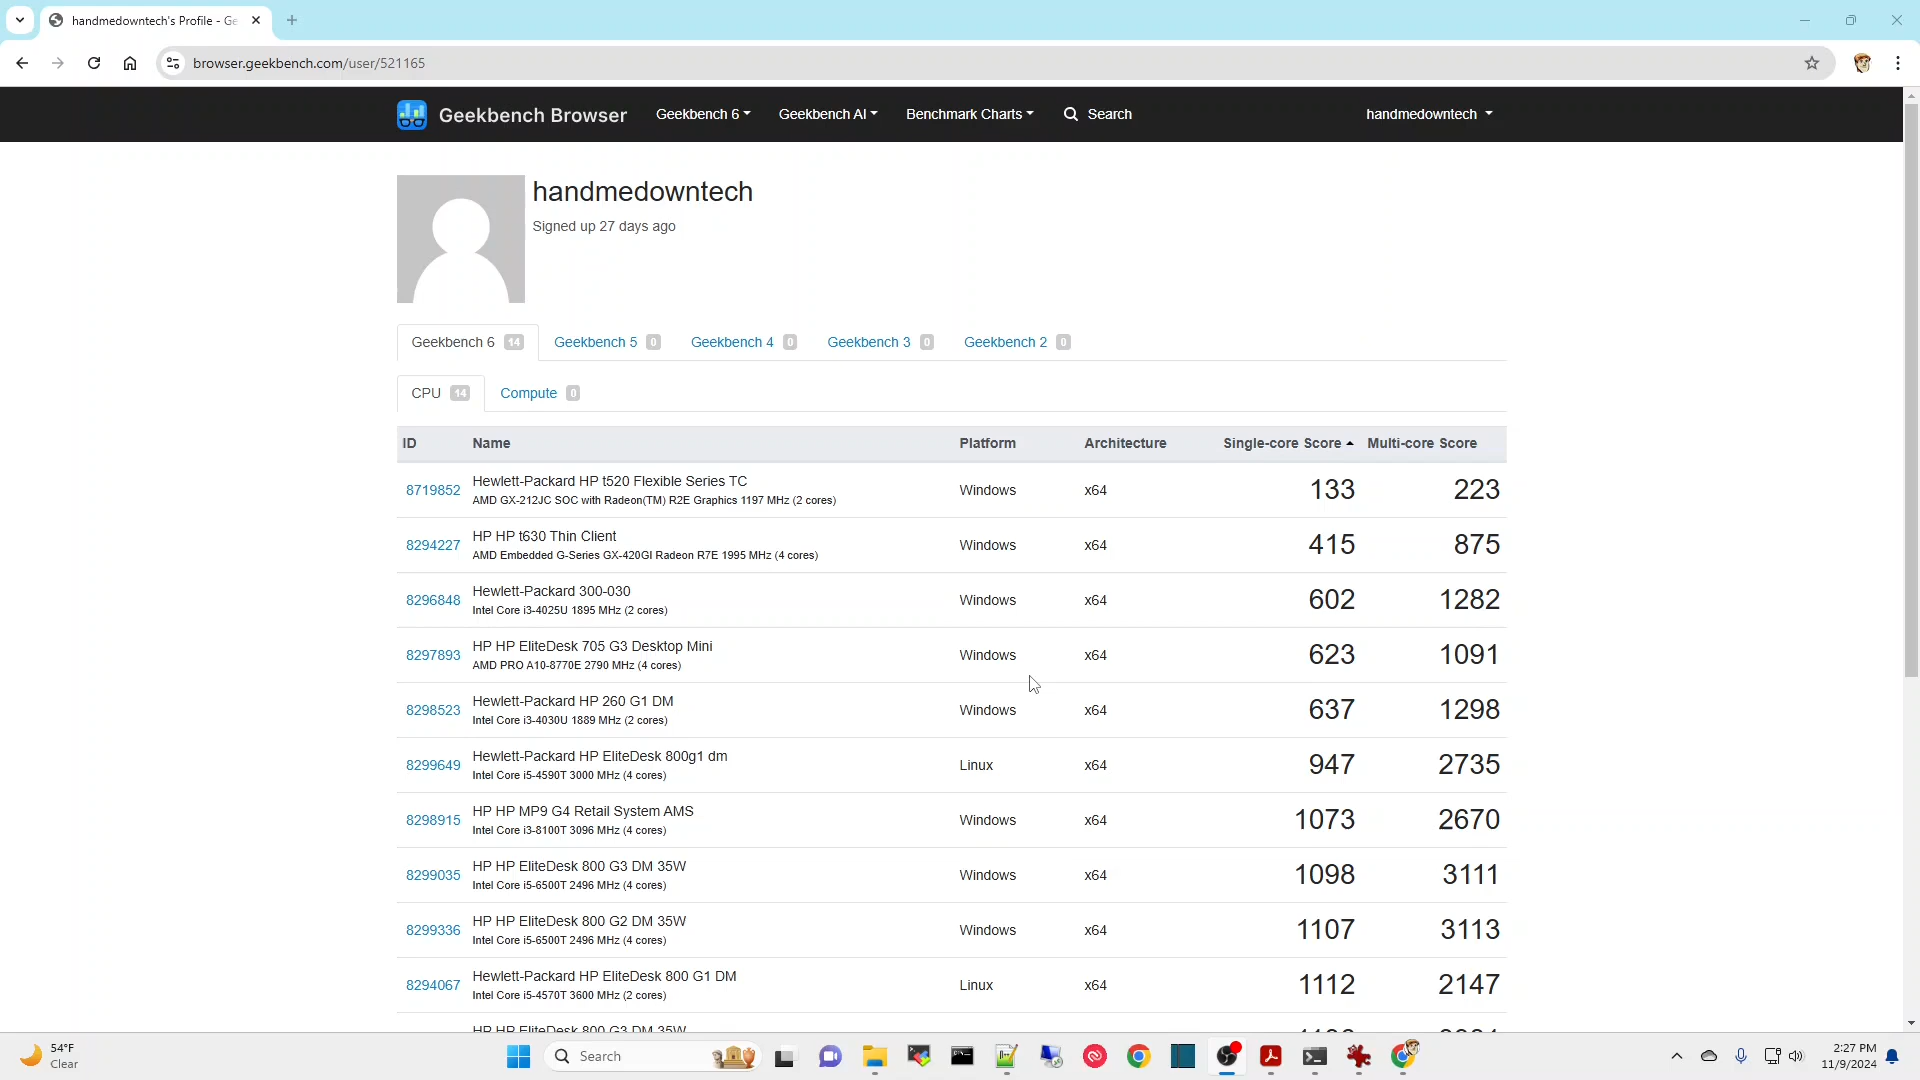 handmedowntech's Profile - Ge
browser.geekbench.com/user/521165
Geekbench Browser Geekbench 6 Geekbench AI Benchmark Charts Search handmedowntech
handmedowntech
Signed up 27 days ago
Geekbench 6 14 Geekbench 5 0 Geekbench 4 0 Geekbench 3 0 Geekbench 2 0
CPU 14 Compute 0
ID Name Platform Architecture Single-core Score Multi-core Score
Hewlett-Packard HP t520 Flexible Series TC
8719852 Windows x64 133 223
AMD GX-212JC SOC with Radeon(TM) R2E Graphics 1197 MHz (2 cores)
HP HP t630 Thin Client
8294227 Windows x64 415 875
AMD Embedded G-Series GX-420GI Radeon R7E 1995 MHz (4 cores)
Hewlett-Packard 300-030
8296848 Windows x64 602 1282
Intel Core i3-4025U 1895 MHz (2 cores)
HP HP EliteDesk 705 G3 Desktop Mini
8297893 Windows x64 623 1091
AMD PRO A10-8770E 2790 MHz (4 cores)
Hewlett-Packard HP 260 G1 DM
8298523 Windows x64 637 1298
Intel Core i3-4030U 1889 MHz (2 cores)
Hewlett-Packard HP EliteDesk 800g1 dm
8299649 Linux x64 947 2735
Intel Core i5-4590T 3000 MHz (4 cores)
HP HP MP9 G4 Retail System AMS
8298915 Windows x64 1073 2670
Intel Core i3-8100T 3096 MHz (4 cores)
HP HP EliteDesk 800 G3 DM 35W
8299035 Windows x64 1098 3111
Intel Core i5-6500T 2496 MHz (4 cores)
HP HP EliteDesk 800 G2 DM 35W
8299336 Windows x64 1107 3113
Intel Core i5-6500T 2496 MHz (4 cores)
Hewlett-Packard HP EliteDesk 800 G1 DM
8294067 Linux x64 1112 2147
Intel Core i5-4570T 3600 MHz (2 cores)
HP HP EliteDesk 800 G3 DM 35W
54°F
Clear
Search
2:27 PM
11/9/2024